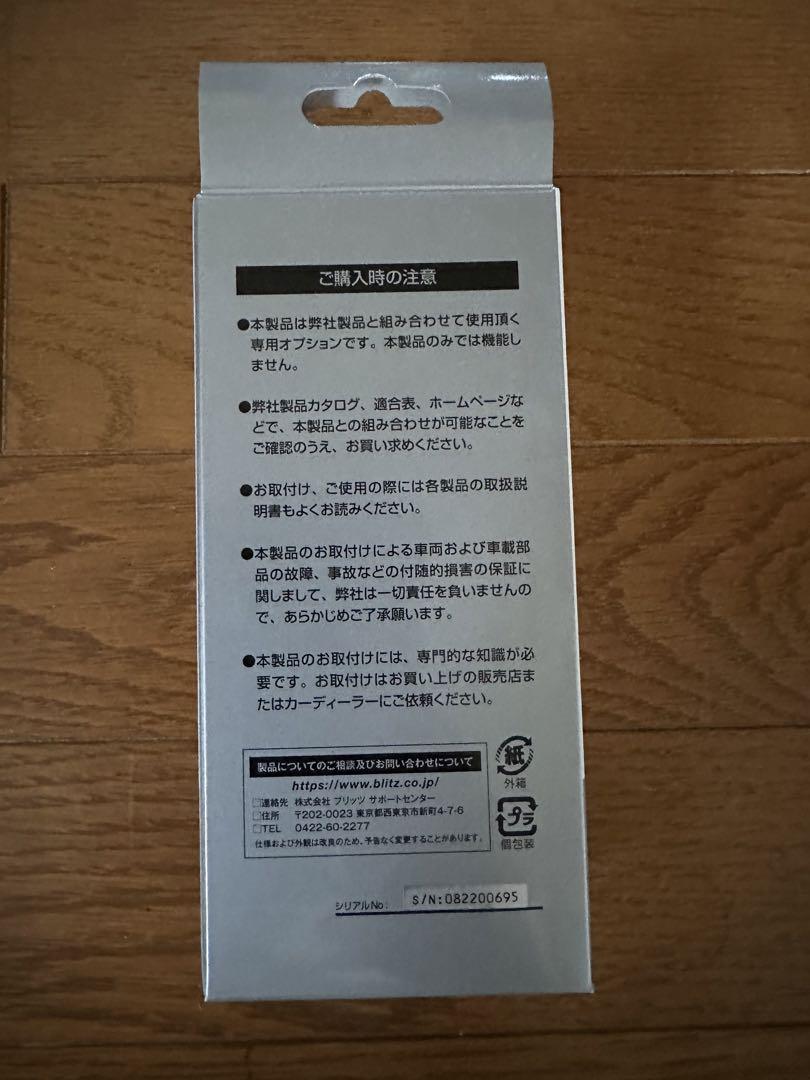 ご購入時の注意
●本製品は弊社製品と組み合わせて使用頂く
専用オプションです。本製品のみでは機能し
ません。
●弊社製品カタログ、適合表、ホームページな
どで、本製品との組み合わせが可能なことを
ご確認のうえ、お買い求めください。
●お取付け、ご使用の際には各製品の取扱説
明書もよくお読みください。
●本製品のお取付けによる車両および車載部
品の故障、事故などの付随的損害の保証に
関しまして、弊社は一切責任を負いませんの
で、あらかじめご了承願います。
●本製品のお取付けには、専門的な知識が必
要です。お取付けはお買い上げの販売店ま
たはカーディーラーにご依頼ください。
製品についてのご相談及びお問い合わせについて
https://www.blitz.co.jp/
□連絡先 株式会社 ブリッツ サポートセンター
□住所 〒202-0023 東京都西東京市新町4-7-6
□TEL 0422-60-2277
仕様および外観は改良のため、予告なく変更することがあります。
紙
外箱
プラ
個包装
シリアルNo: S/N:082200695